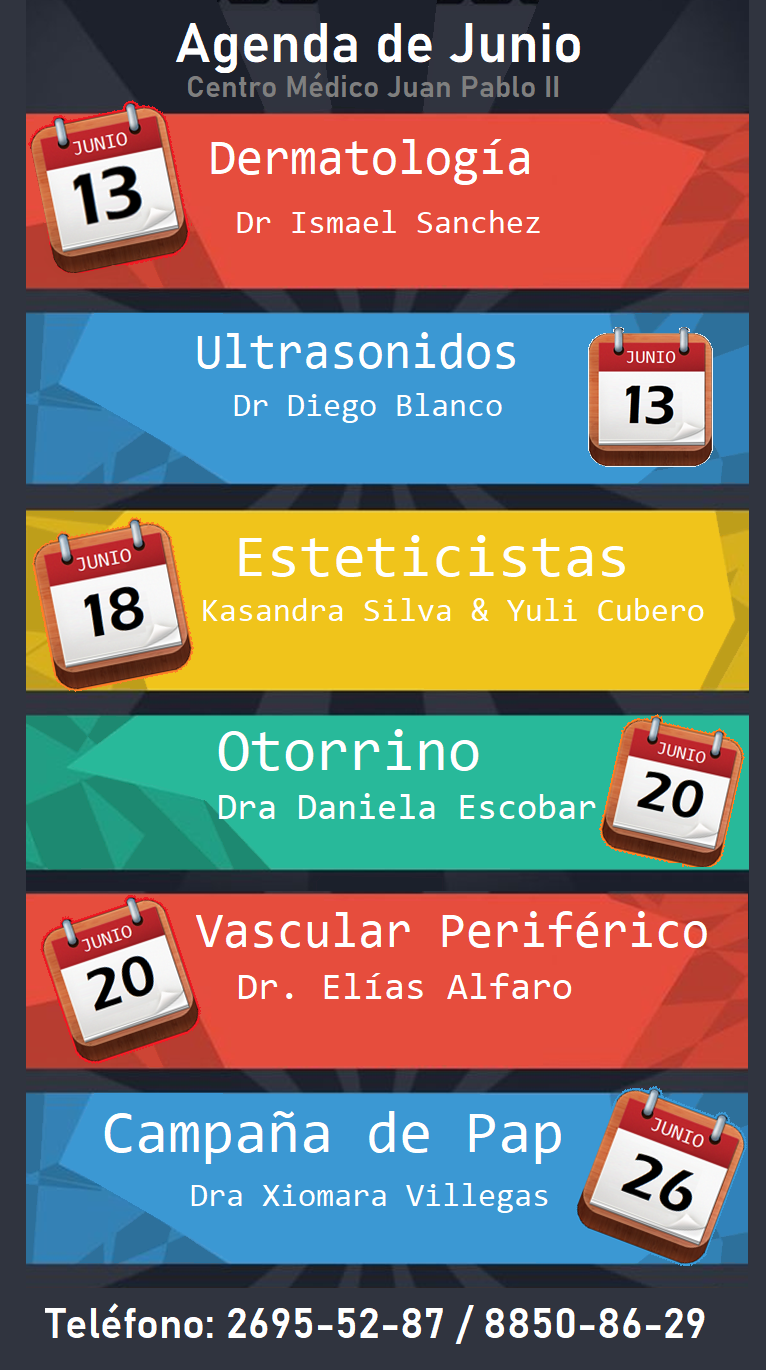 Agenda de Junio
Centro Médico Juan Pablo II
JUNIO
13
Dermatología
Dr Ismael Sanchez
Ultrasonidos
Dr Diego Blanco
JUNIO
13
JUNIO
18
Esteticistas
Kasandra Silva & Yuli Cubero
Otorrino
Dra Daniela Escobar
JUNIO
20
JUNIO
20
Vascular Periférico
Dr. Elías Alfaro
Campaña de Pap
Dra Xiomara Villegas
JUNIO
26
Teléfono: 2695-52-87 / 8850-86-29